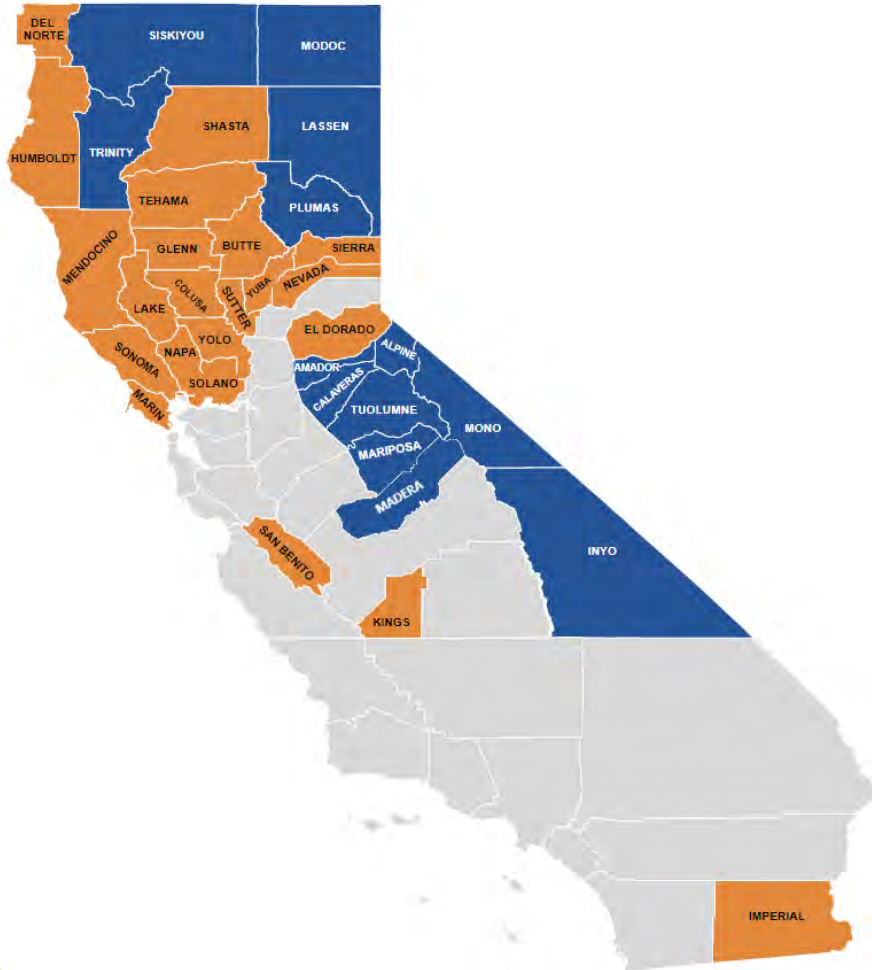 DEL
NORTE
SISKIYOU
MODOC
HUMBOLDT
TRINITY
SHASTA
LASSEN
TEHAMA
PLUMAS
MENDOCINO
GLENN
BUTTE
SIERRA
LAKE
COLUSA
SUTTER
YUBA
NEVADA
SONOMA
NAPA
YOLO
EL DORADO
ALPINE
MARIN
SOLANO
AMADOR
CALAVERAS
TUOLUMNE
MONO
MARIPOSA
MADERA
SAN BENITO
INYO
KINGS
IMPERIAL